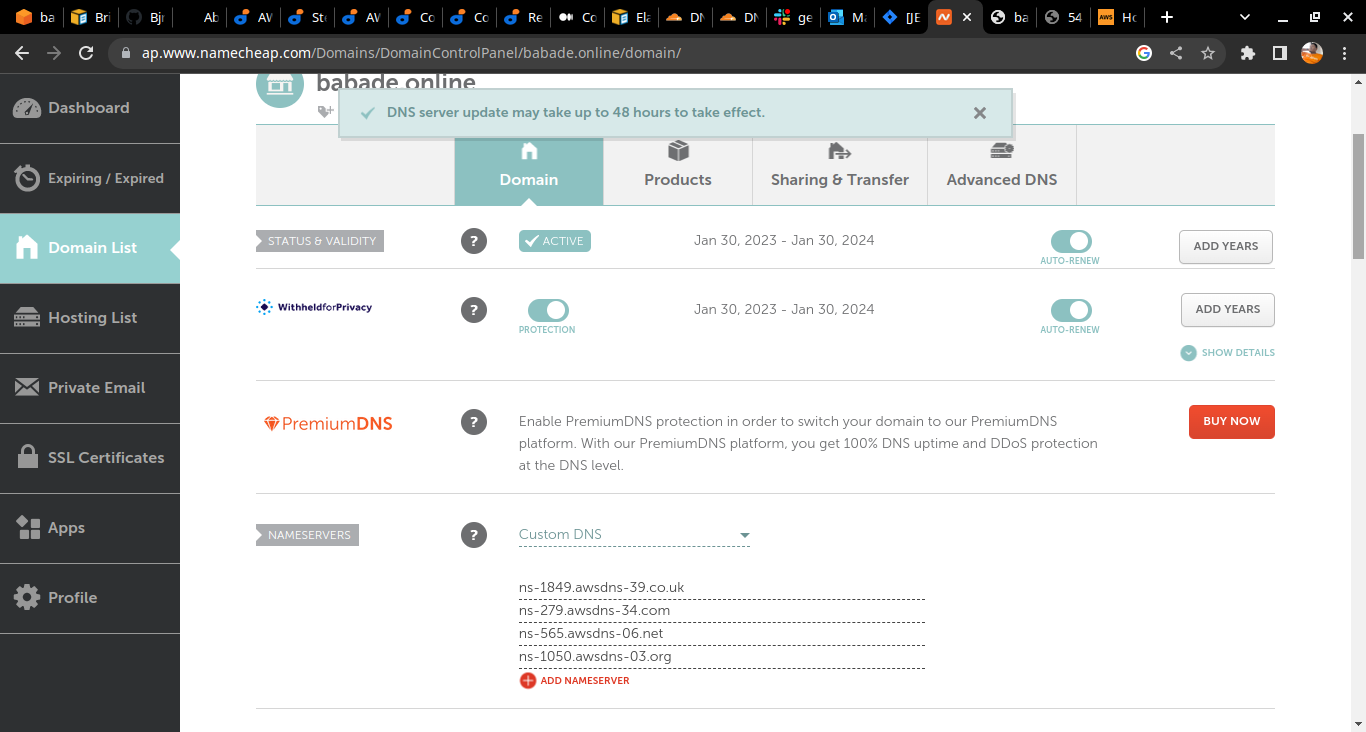 ba
Bri
Bjr
Ab
AV
Ste
AV
Co
Co
Re
Co
Ela
DN
DN
ge
Ma
[JE
ba
54
Ho
ap.www.namecheap.com/Domains/DomainControlPanel/babade.online/domain/
babade.online
DNS server update may take up to 48 hours to take effect.
Dashboard
Expiring / Expired
Domain List
Hosting List
Private Email
SSL Certificates
Apps
Profile
Domain
Products
Sharing & Transfer
Advanced DNS
STATUS & VALIDITY
?
ACTIVE
Jan 30, 2023 - Jan 30, 2024
AUTO-RENEW
ADD YEARS
WithheldforPrivacy
?
PROTECTION
Jan 30, 2023 - Jan 30, 2024
AUTO-RENEW
ADD YEARS
SHOW DETAILS
PremiumDNS
?
Enable PremiumDNS protection in order to switch your domain to our PremiumDNS
platform. With our PremiumDNS platform, you get 100% DNS uptime and DDoS protection
at the DNS level.
BUY NOW
NAMESERVERS
?
Custom DNS
ns-1849.awsdns-39.co.uk
ns-279.awsdns-34.com
ns-565.awsdns-06.net
ns-1050.awsdns-03.org
ADD NAMESERVER